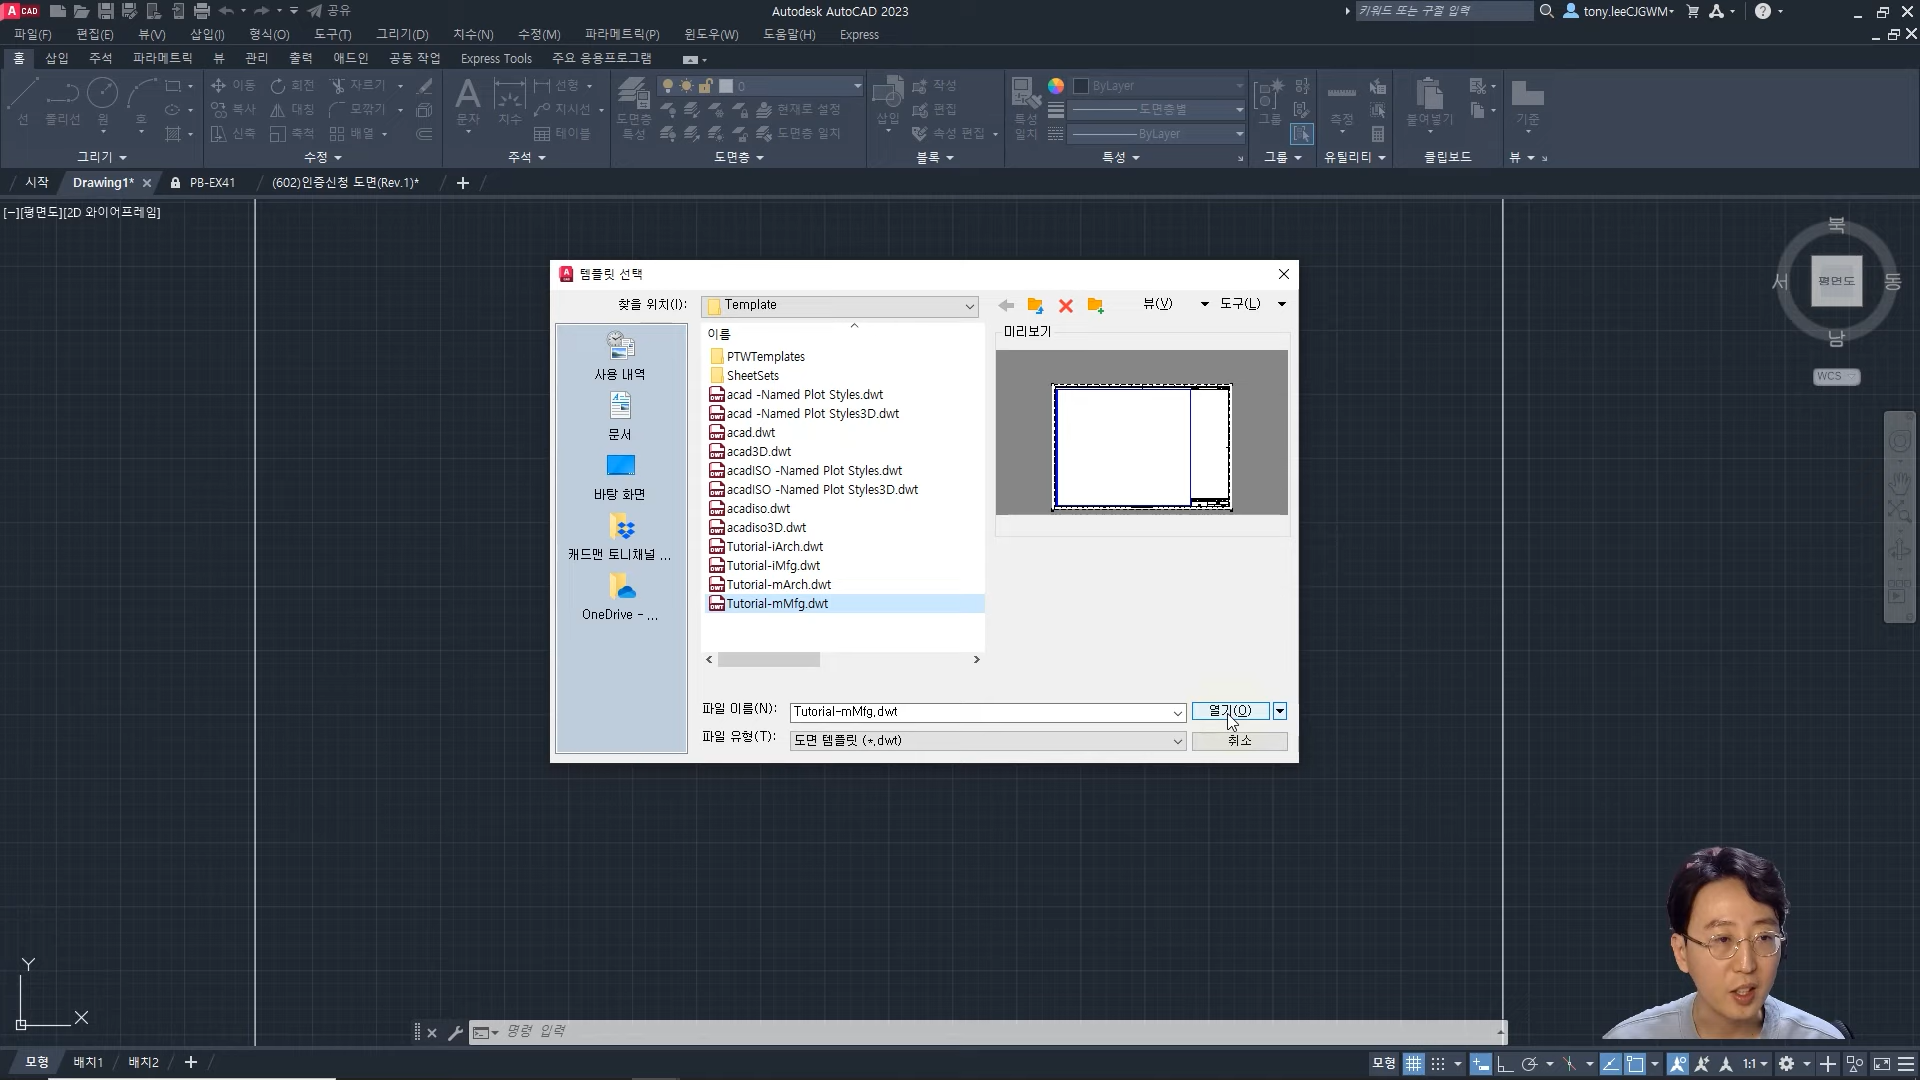 CAD 공유 Autodesk AutoCAD 2023 키워드 또는 구절 입력 tony.leeCJGWM
파일(F) 편집(E) 뷰(V) 삽입(I) 형식(O) 도구(T) 그리기(D) 치수(N) 수정(M) 파라메트릭(P) 윈도우(W) 도움말(H) Express
홈 삽입 주석 파라메트릭 뷰 관리 출력 애드인 공동 작업 Express Tools 주요 응용프로그램
이동 회전 자르기 선형 0 작성 ByLayer
선 폴리선 원 호 복사 대칭 모깎기 문자 치수 지시선 도면층 특성 현재로 설정 삽입 편집 특성 일치 도면층별 그룹 측정 붙여넣기 기준
신축 축척 배열 테이블 도면층 일치 속성 편집 ByLayer
그리기 수정 주석 도면층 블록 특성 그룹 유틸리티 클립보드 뷰
시작 Drawing1* PB-EX41 (602)인증신청 도면(Rev.1)*
[−][평면도][2D 와이어프레임]
북
서 평면도 동
남
WCS
템플릿 선택
찾을 위치(I): Template 뷰(V) 도구(L)
이름 미리보기
사용 내역
문서
바탕 화면
캐드맨 토니채널 ...
OneDrive - ...
PTWTemplates
SheetSets
acad -Named Plot Styles.dwt
acad -Named Plot Styles3D.dwt
acad.dwt
acad3D.dwt
acadISO -Named Plot Styles.dwt
acadISO -Named Plot Styles3D.dwt
acadiso.dwt
acadiso3D.dwt
Tutorial-iArch.dwt
Tutorial-iMfg.dwt
Tutorial-mArch.dwt
Tutorial-mMfg.dwt
파일 이름(N): Tutorial-mMfg.dwt 열기(O)
파일 유형(T): 도면 템플릿 (*.dwt) 취소
Y
X
명령 입력
모형 배치1 배치2 모형 1:1